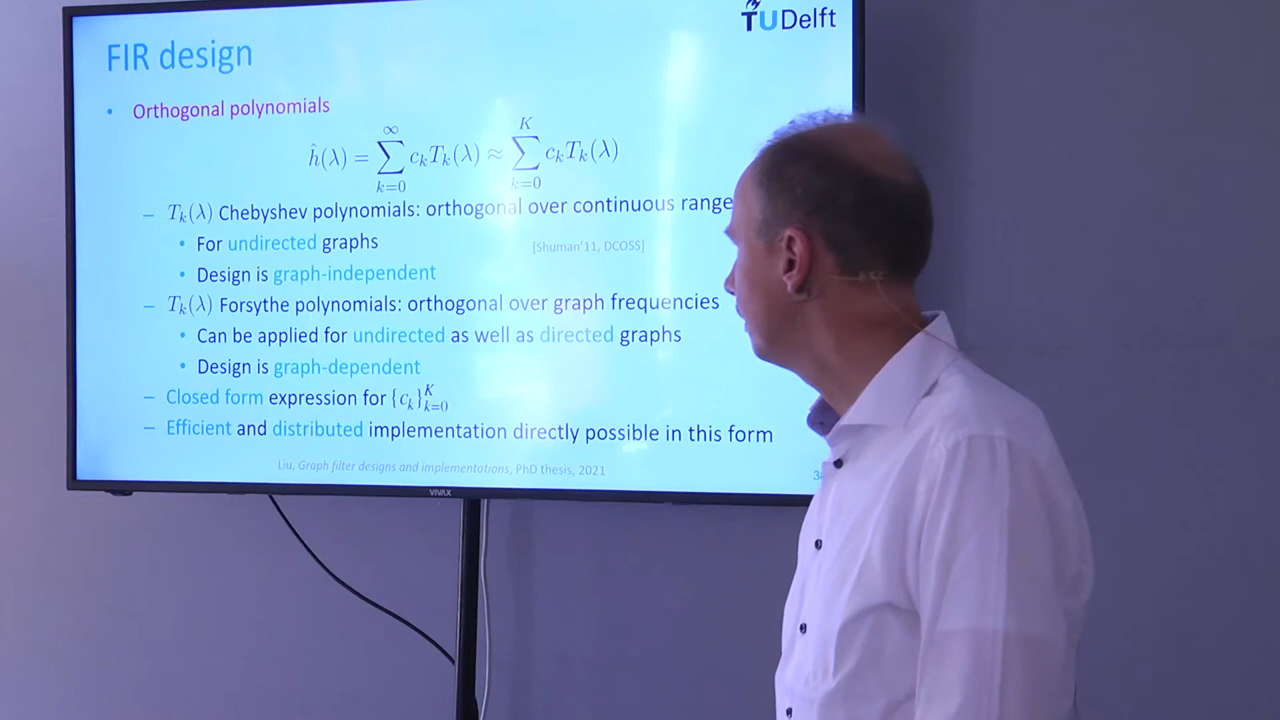 TUDelft
FIR design
• Orthogonal polynomials
ĥ(λ) = ∑_{k=0}^{∞} c_k T_k(λ) ≈ ∑_{k=0}^{K} c_k T_k(λ)
– T_k(λ) Chebyshev polynomials: orthogonal over continuous range
• For undirected graphs [Shuman'11, DCOSS]
• Design is graph-independent
– T_k(λ) Forsythe polynomials: orthogonal over graph frequencies
• Can be applied for undirected as well as directed graphs
• Design is graph-dependent
– Closed form expression for {c_k}_{k=0}^{K}
– Efficient and distributed implementation directly possible in this form
Liu, Graph filter designs and implementations, PhD thesis, 2021
VIVAX